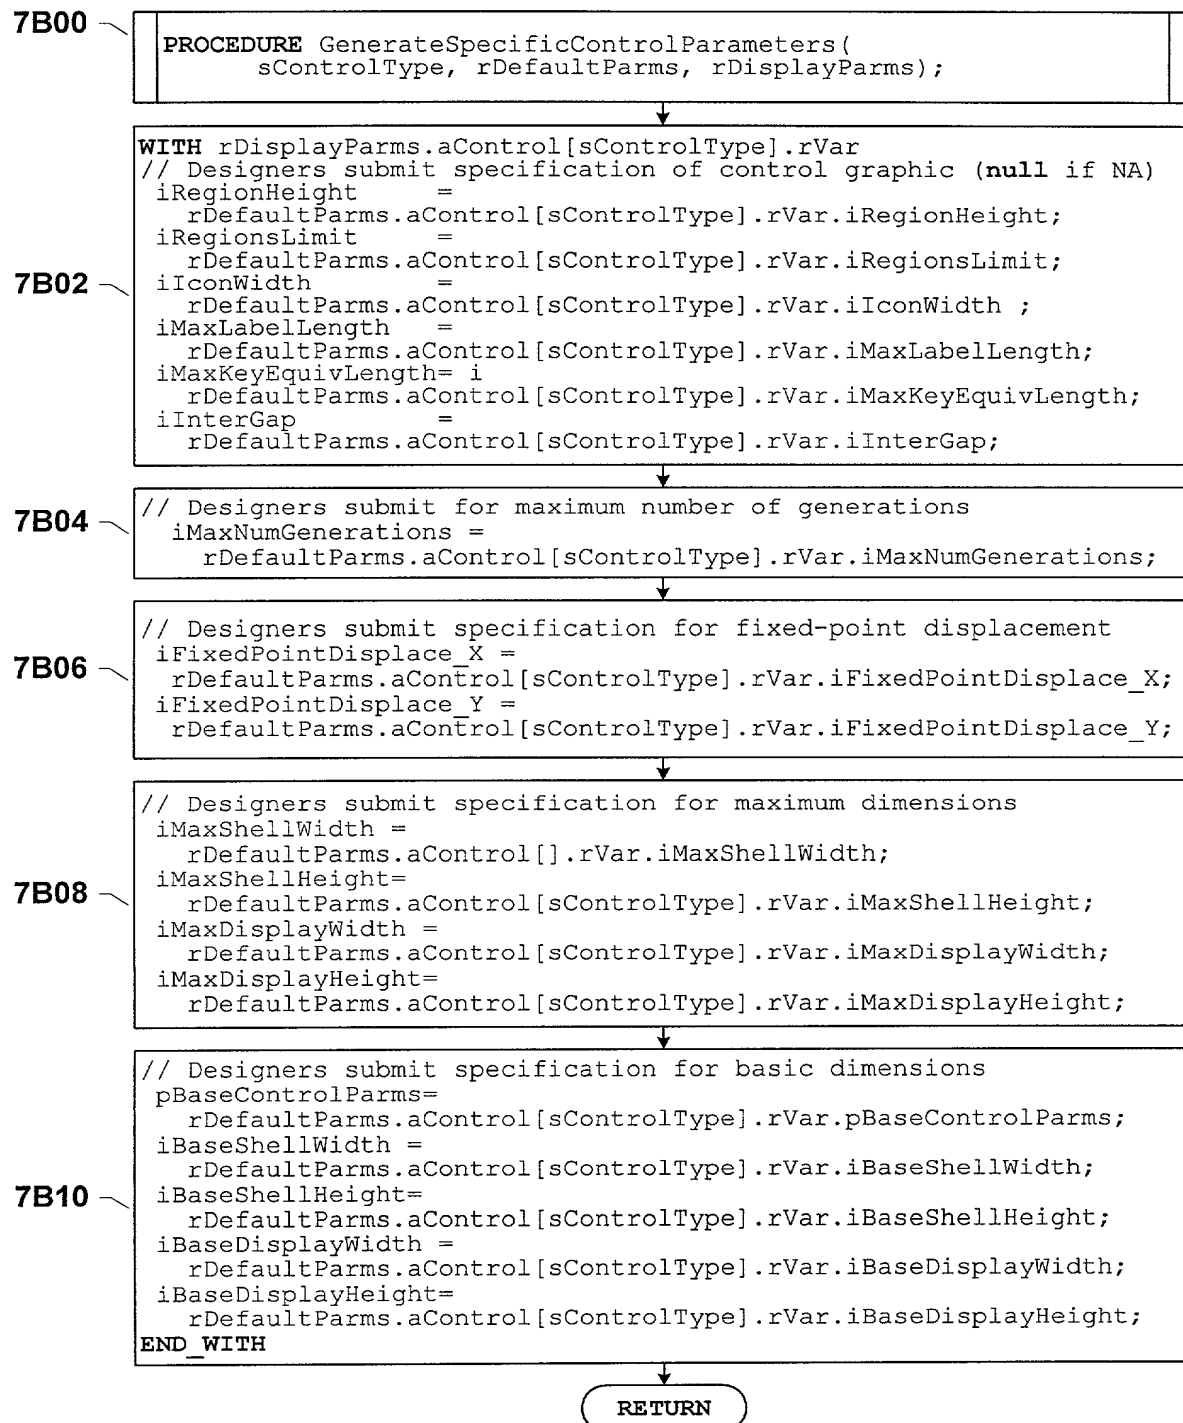 7B00
PROCEDURE GenerateSpecificControlParameters(
sControlType, rDefaultParms, rDisplayParms);
7B02
WITH rDisplayParms.aControl[sControlType].rVar
// Designers submit specification of control graphic (null if NA)
iRegionHeight =
rDefaultParms.aControl[sControlType].rVar.iRegionHeight;
iRegionsLimit =
rDefaultParms.aControl[sControlType].rVar.iRegionsLimit;
iIconWidth =
rDefaultParms.aControl[sControlType].rVar.iIconWidth ;
iMaxLabelLength =
rDefaultParms.aControl[sControlType].rVar.iMaxLabelLength;
iMaxKeyEquivLength= i
rDefaultParms.aControl[sControlType].rVar.iMaxKeyEquivLength;
iInterGap =
rDefaultParms.aControl[sControlType].rVar.iInterGap;
7B04
// Designers submit for maximum number of generations
iMaxNumGenerations =
rDefaultParms.aControl[sControlType].rVar.iMaxNumGenerations;
7B06
// Designers submit specification for fixed-point displacement
iFixedPointDisplace_X =
rDefaultParms.aControl[sControlType].rVar.iFixedPointDisplace_X;
iFixedPointDisplace_Y =
rDefaultParms.aControl[sControlType].rVar.iFixedPointDisplace_Y;
7B08
// Designers submit specification for maximum dimensions
iMaxShellWidth =
rDefaultParms.aControl[].rVar.iMaxShellWidth;
iMaxShellHeight=
rDefaultParms.aControl[sControlType].rVar.iMaxShellHeight;
iMaxDisplayWidth =
rDefaultParms.aControl[sControlType].rVar.iMaxDisplayWidth;
iMaxDisplayHeight=
rDefaultParms.aControl[sControlType].rVar.iMaxDisplayHeight;
7B10
// Designers submit specification for basic dimensions
pBaseControlParms=
rDefaultParms.aControl[sControlType].rVar.pBaseControlParms;
iBaseShellWidth =
rDefaultParms.aControl[sControlType].rVar.iBaseShellWidth;
iBaseShellHeight=
rDefaultParms.aControl[sControlType].rVar.iBaseShellHeight;
iBaseDisplayWidth =
rDefaultParms.aControl[sControlType].rVar.iBaseDisplayWidth;
iBaseDisplayHeight=
rDefaultParms.aControl[sControlType].rVar.iBaseDisplayHeight;
END_WITH
RETURN